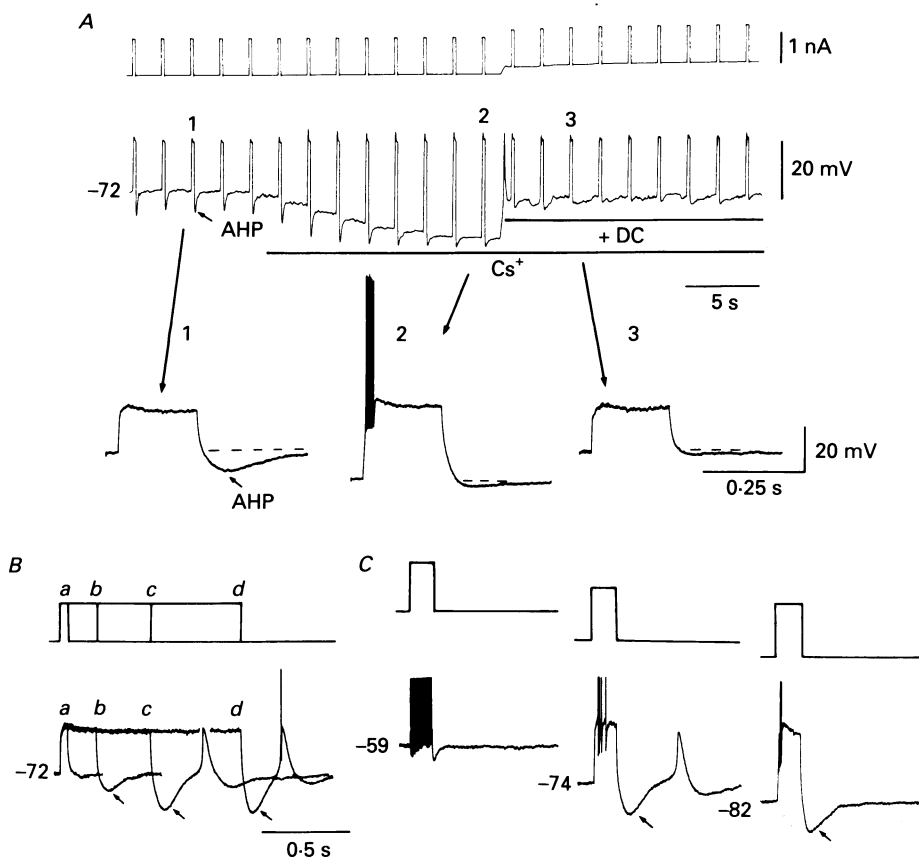 A
1 nA
1
2
3
20 mV
−72
AHP
+ DC
Cs+
5 s
1
2
3
20 mV
0·25 s
AHP
B
a b c d
a b c d
−72
0·5 s
C
−59
−74
−82